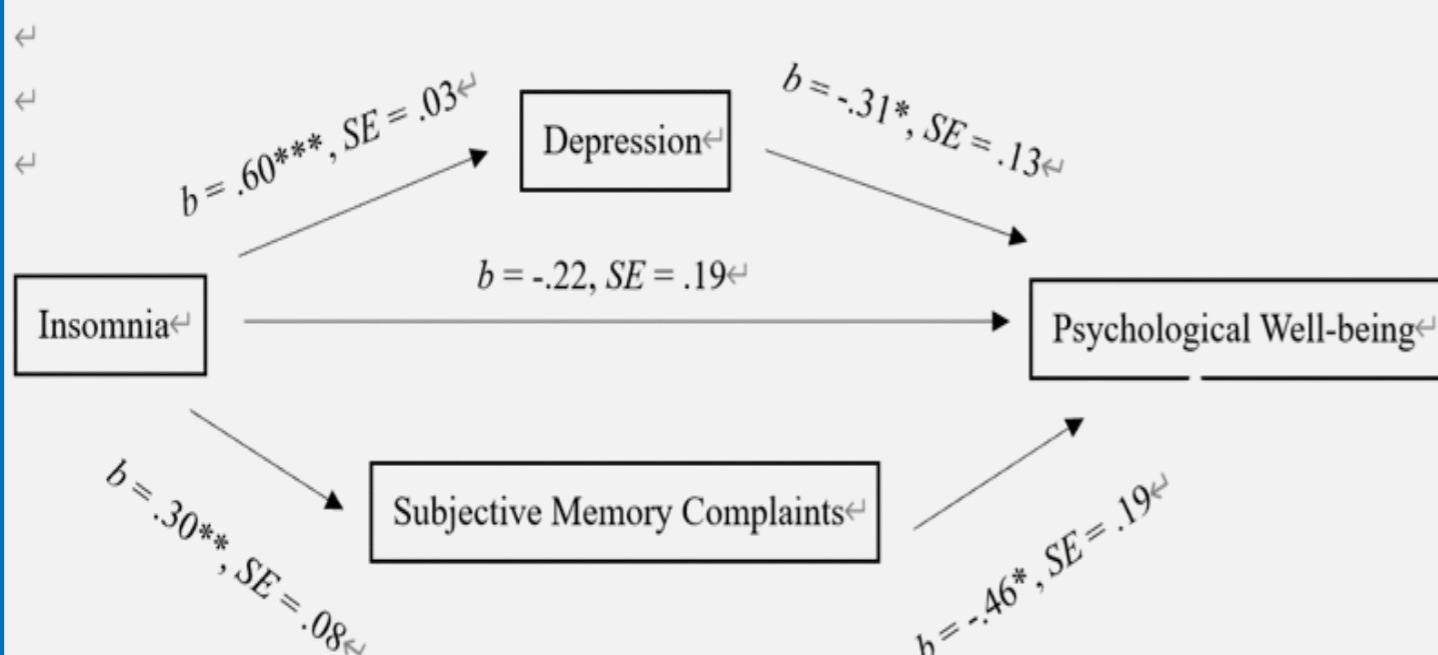 b = .60***, SE = .03
Depression
b = -.31*, SE = .13
b = -.22, SE = .19
Insomnia
Psychological Well-being
Subjective Memory Complaints
b = .30**, SE = .08
b = -.46*, SE = .19